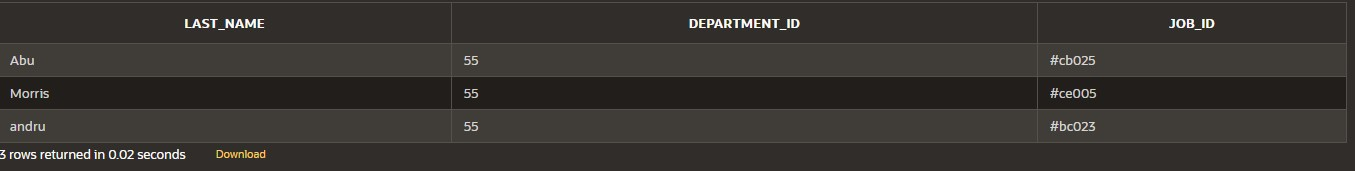 LAST_NAME DEPARTMENT_ID JOB_ID
Abu 55 #cb025
Morris 55 #ce005
andru 55 #bc023
3 rows returned in 0.02 seconds Download